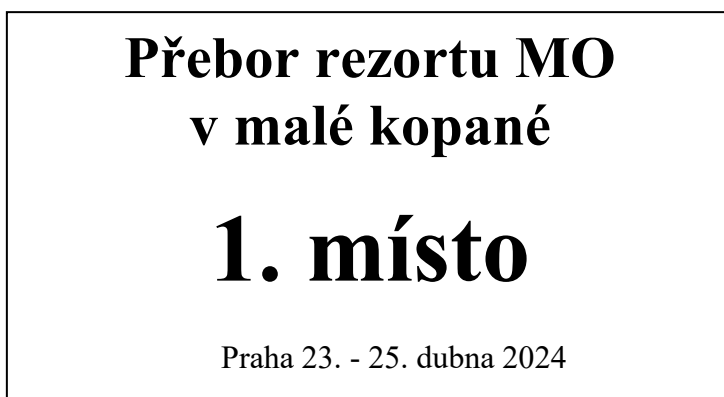 Přebor rezortu MO
v malé kopané
1. místo
Praha 23. - 25. dubna 2024